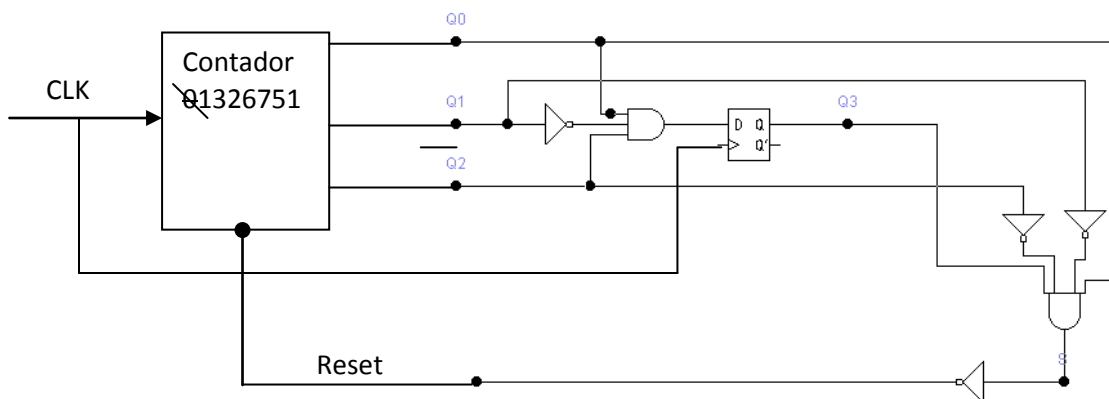 Q0
Contador
CLK
01326751
Q1
D Q
Q3
Q'
Q2
Reset
S